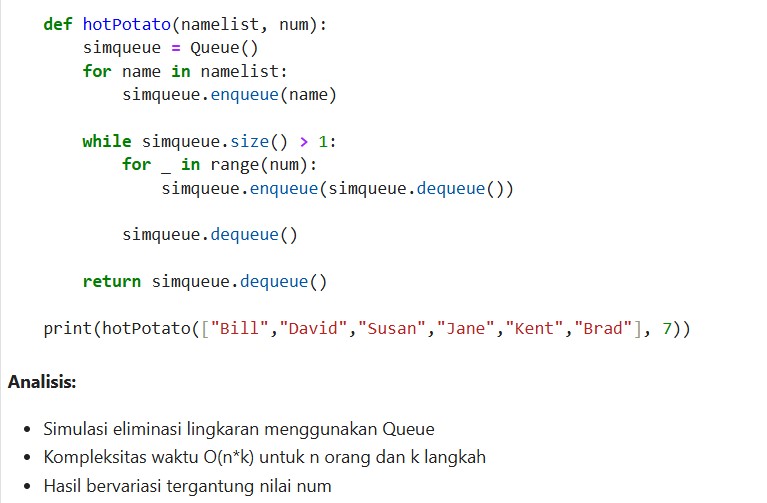 def hotPotato(namelist, num):
    simqueue = Queue()
    for name in namelist:
        simqueue.enqueue(name)

    while simqueue.size() > 1:
        for _ in range(num):
            simqueue.enqueue(simqueue.dequeue())

        simqueue.dequeue()

    return simqueue.dequeue()

print(hotPotato(["Bill","David","Susan","Jane","Kent","Brad"], 7))
Analisis:
• Simulasi eliminasi lingkaran menggunakan Queue
• Kompleksitas waktu O(n*k) untuk n orang dan k langkah
• Hasil bervariasi tergantung nilai num